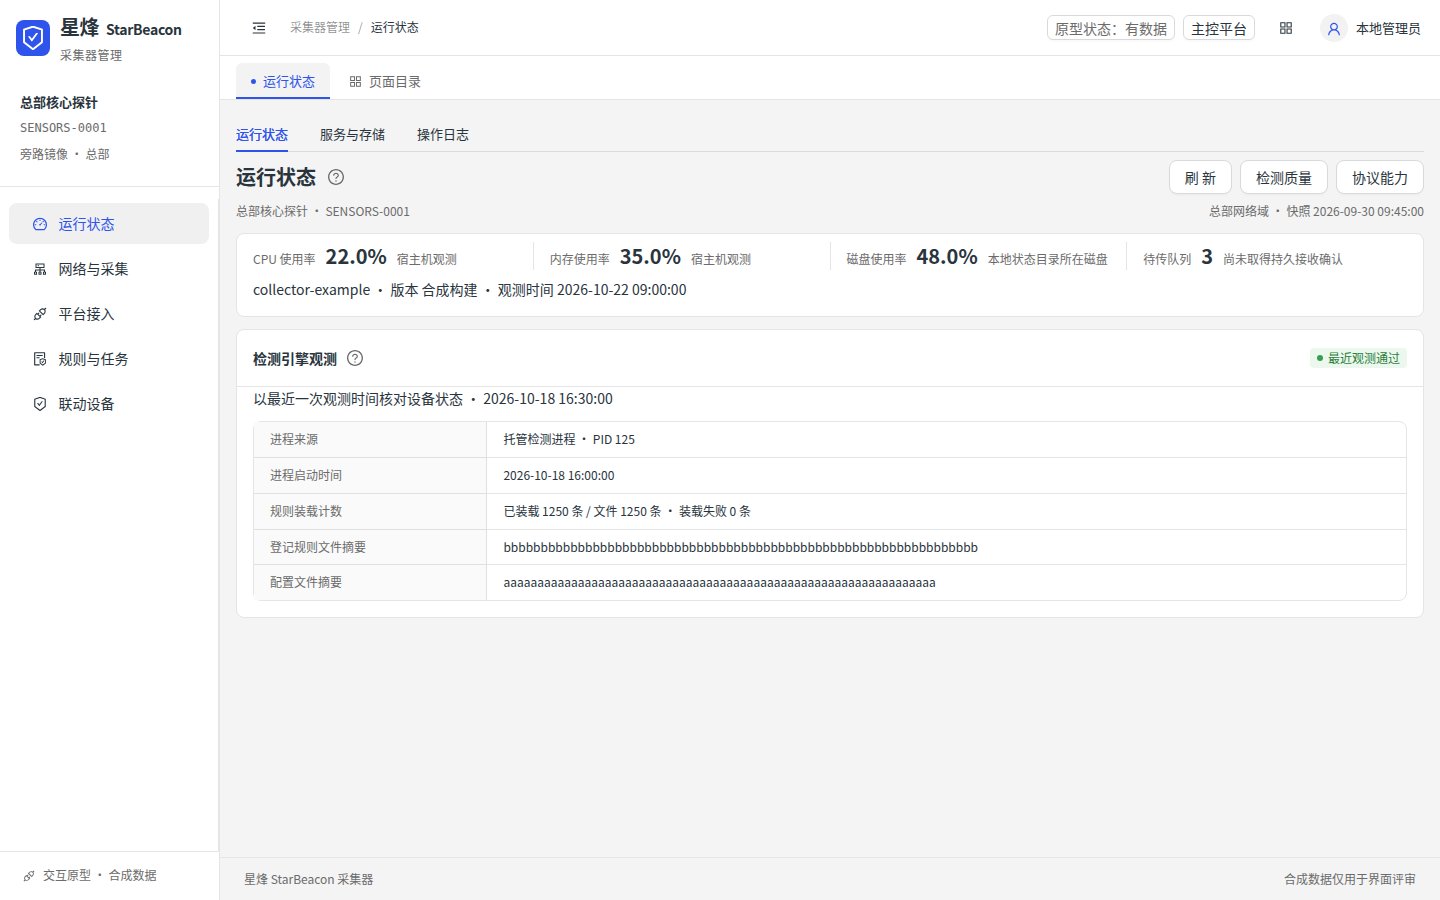 星烽 StarBeacon
采集器管理
总部核心探针
SENSORS-0001
旁路镜像 · 总部
运行状态
网络与采集
平台接入
规则与任务
联动设备
交互原型 · 合成数据
采集器管理 / 运行状态
原型状态：有数据
主控平台
本地管理员
运行状态
页面目录
运行状态 服务与存储 操作日志
运行状态
刷 新 检测质量 协议能力
总部核心探针 · SENSORS-0001
总部网络域 · 快照 2026-09-30 09:45:00
CPU 使用率 22.0% 宿主机观测
内存使用率 35.0% 宿主机观测
磁盘使用率 48.0% 本地状态目录所在磁盘
待传队列 3 尚未取得持久接收确认
collector-example · 版本 合成构建 · 观测时间 2026-10-22 09:00:00
检测引擎观测
最近观测通过
以最近一次观测时间核对设备状态 · 2026-10-18 16:30:00
进程来源 托管检测进程 · PID 125
进程启动时间 2026-10-18 16:00:00
规则装载计数 已装载 1250 条 / 文件 1250 条 · 装载失败 0 条
登记规则文件摘要 bbbbbbbbbbbbbbbbbbbbbbbbbbbbbbbbbbbbbbbbbbbbbbbbbbbbbbbbbbbbbbbb
配置文件摘要 aaaaaaaaaaaaaaaaaaaaaaaaaaaaaaaaaaaaaaaaaaaaaaaaaaaaaaaaaaaaaaaa
星烽 StarBeacon 采集器
合成数据仅用于界面评审